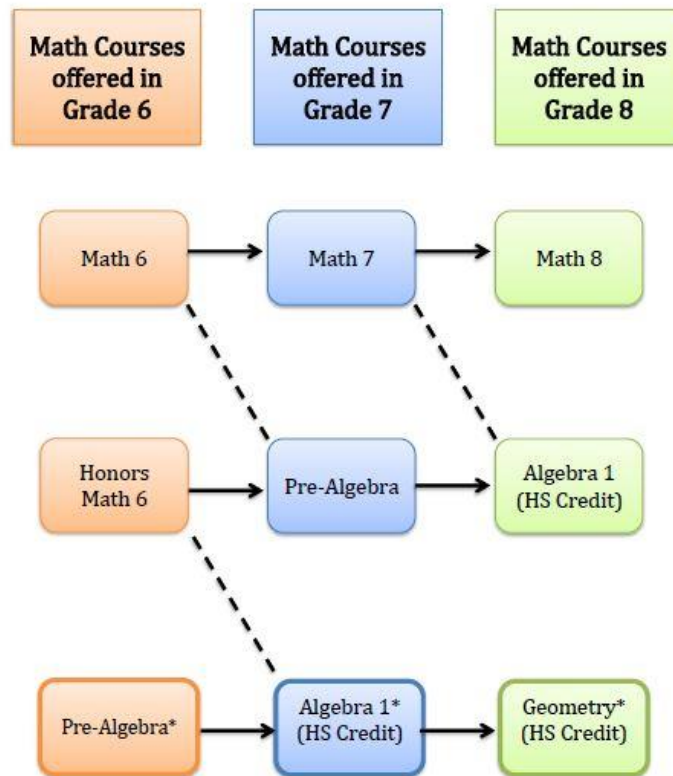 Math Courses
offered in
Grade 6
Math Courses
offered in
Grade 7
Math Courses
offered in
Grade 8
Math 6
Math 7
Math 8
Honors
Math 6
Pre-Algebra
Algebra 1
(HS Credit)
Pre-Algebra*
Algebra 1*
(HS Credit)
Geometry*
(HS Credit)